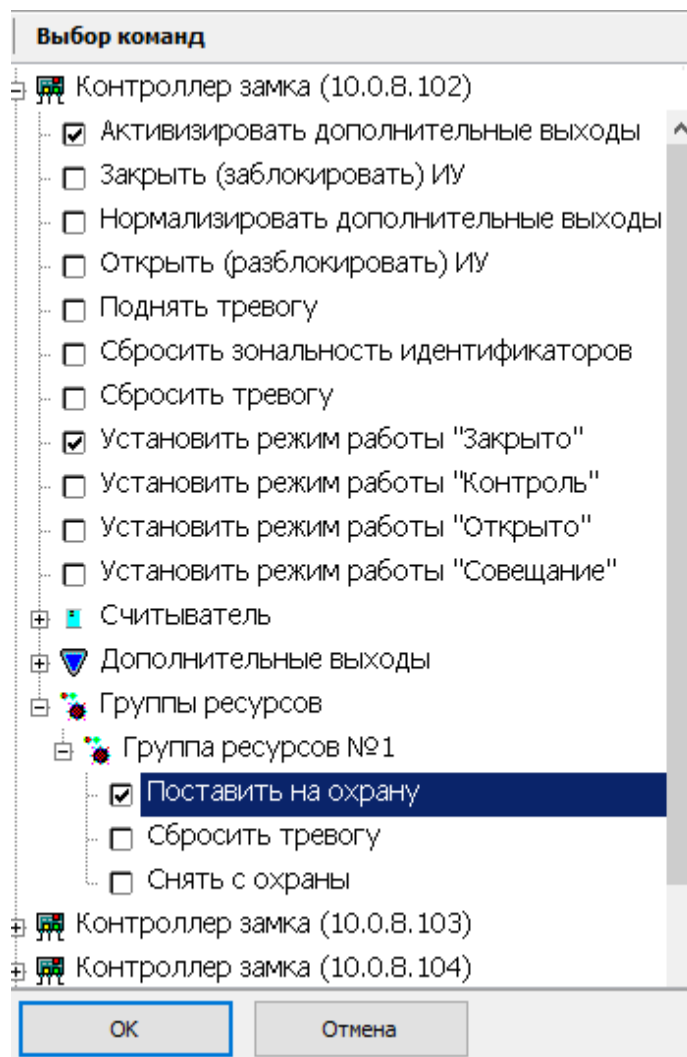 Выбор команд
Контроллер замка (10.0.8.102)
Активизировать дополнительные выходы
Закрыть (заблокировать) ИУ
Нормализировать дополнительные выходы
Открыть (разблокировать) ИУ
Поднять тревогу
Сбросить зональность идентификаторов
Сбросить тревогу
Установить режим работы "Закрыто"
Установить режим работы "Контроль"
Установить режим работы "Открыто"
Установить режим работы "Совещание"
Считыватель
Дополнительные выходы
Группы ресурсов
Группа ресурсов №1
Поставить на охрану
Сбросить тревогу
Снять с охраны
Контроллер замка (10.0.8.103)
Контроллер замка (10.0.8.104)
ОК Отмена